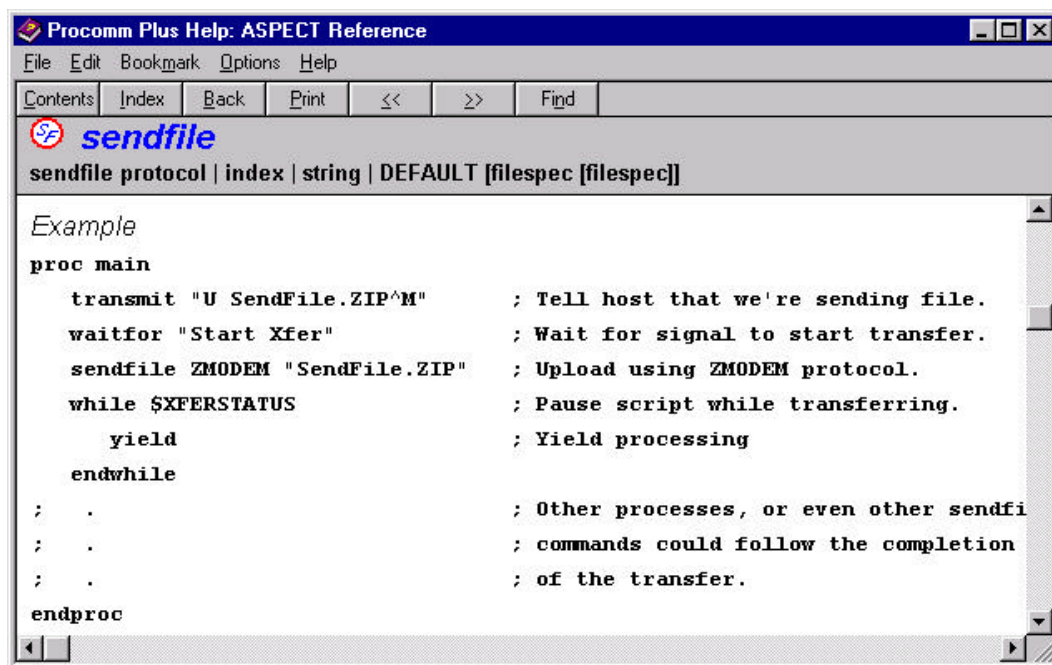 Procomm Plus Help: ASPECT Reference
File Edit Bookmark Options Help
Contents Index Back Print << >> Find
SF sendfile
sendfile protocol | index | string | DEFAULT [filespec [filespec]]
Example
proc main
transmit "U SendFile.ZIP^M" ; Tell host that we're sending file.
waitfor "Start Xfer" ; Wait for signal to start transfer.
sendfile ZMODEM "SendFile.ZIP" ; Upload using ZMODEM protocol.
while $XFERSTATUS ; Pause script while transferring.
yield ; Yield processing
endwhile
; . ; Other processes, or even other sendfi
; . ; commands could follow the completion
; . ; of the transfer.
endproc